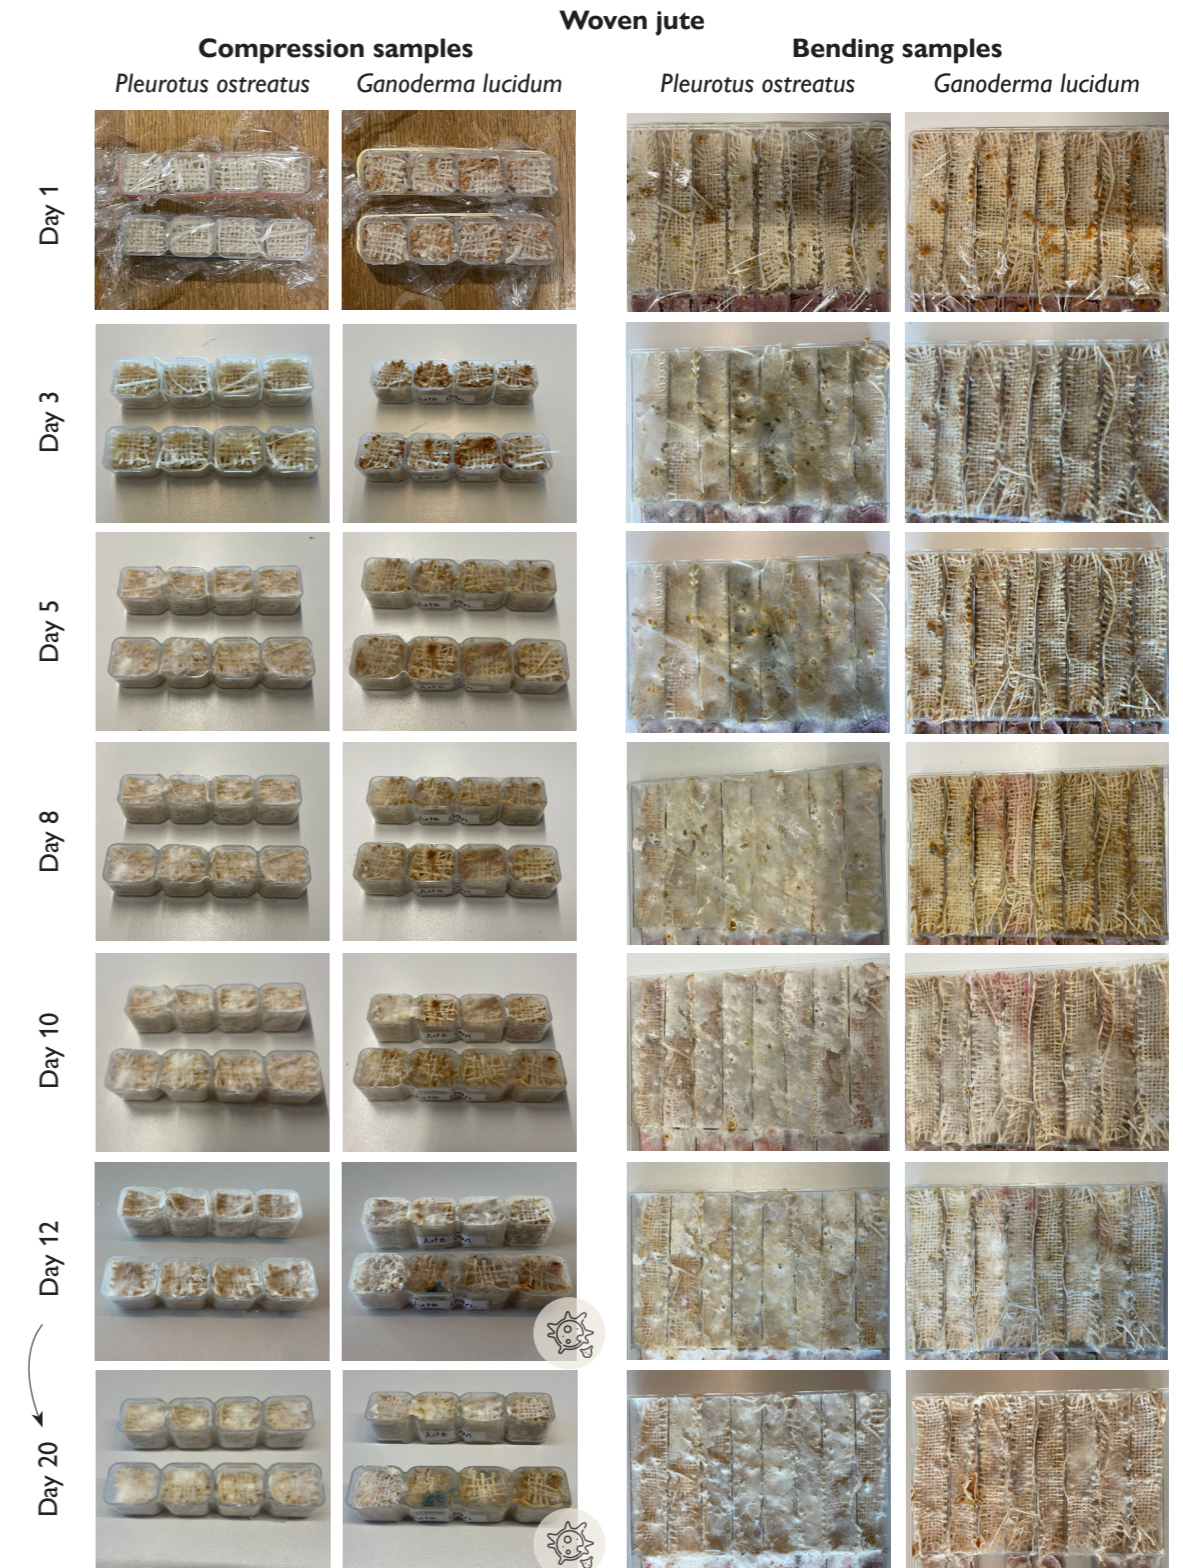 Woven jute
Compression samples
Bending samples
Pleurotus ostreatus
Ganoderma lucidum
Pleurotus ostreatus
Ganoderma lucidum
Day 1
Day 3
Day 5
Day 8
Day 10
Day 12
Day 20